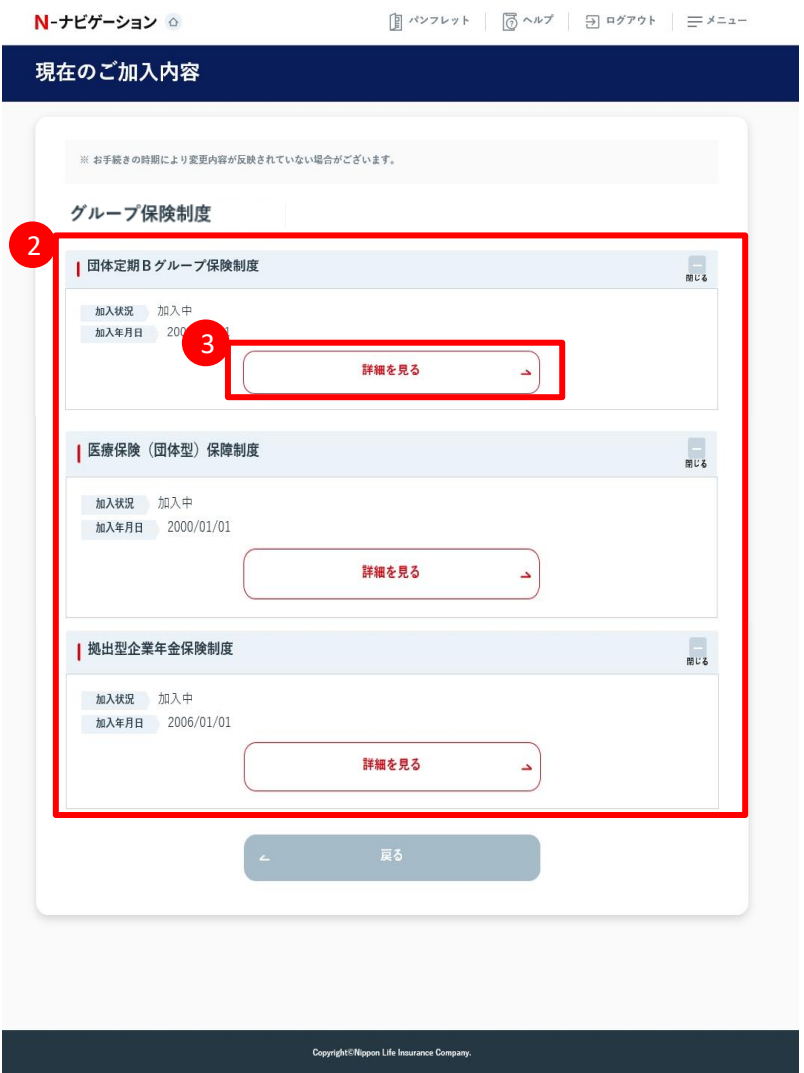 N-ナビゲーション
パンフレット ヘルプ ログアウト メニュー
現在のご加入内容
※ お手続きの時期により変更内容が反映されていない場合がございます。
グループ保険制度
2
団体定期Bグループ保険制度
閉じる
加入状況 加入中
加入年月日
3
詳細を見る
医療保険（団体型）保障制度
閉じる
加入状況 加入中
加入年月日 2000/01/01
詳細を見る
拠出型企業年金保険制度
閉じる
加入状況 加入中
加入年月日 2006/01/01
詳細を見る
戻る
Copyright©Nippon Life Insurance Company.